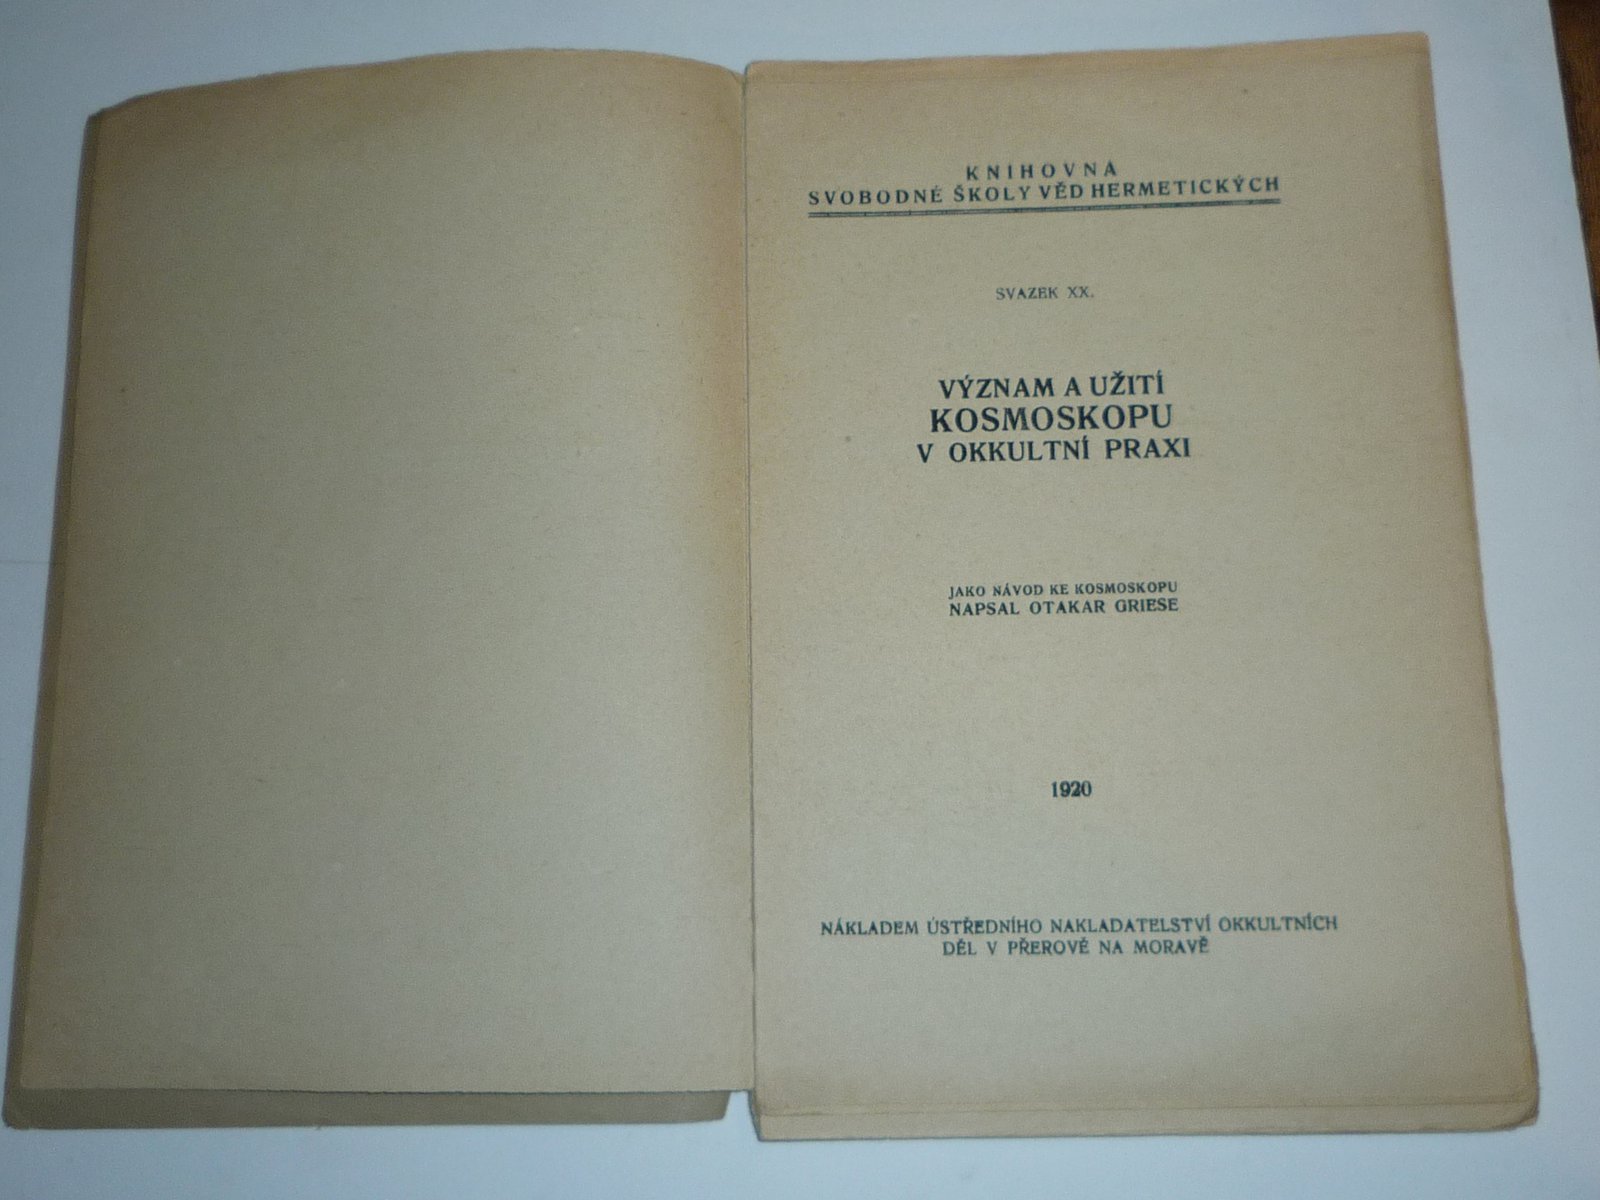 KNIHOVNA
SVOBODNÉ ŠKOLY VĚD HERMETICKÝCH
SVAZEK XX.
VÝZNAM A UŽITÍ
KOSMOSKOPU
V OKKULTNÍ PRAXI
JAKO NÁVOD KE KOSMOSKOPU
NAPSAL OTAKAR GRIESE
1920
NÁKLADEM ÚSTŘEDNÍHO NAKLADATELSTVÍ OKKULTNÍCH
DĚL V PŘEROVĚ NA MORAVĚ